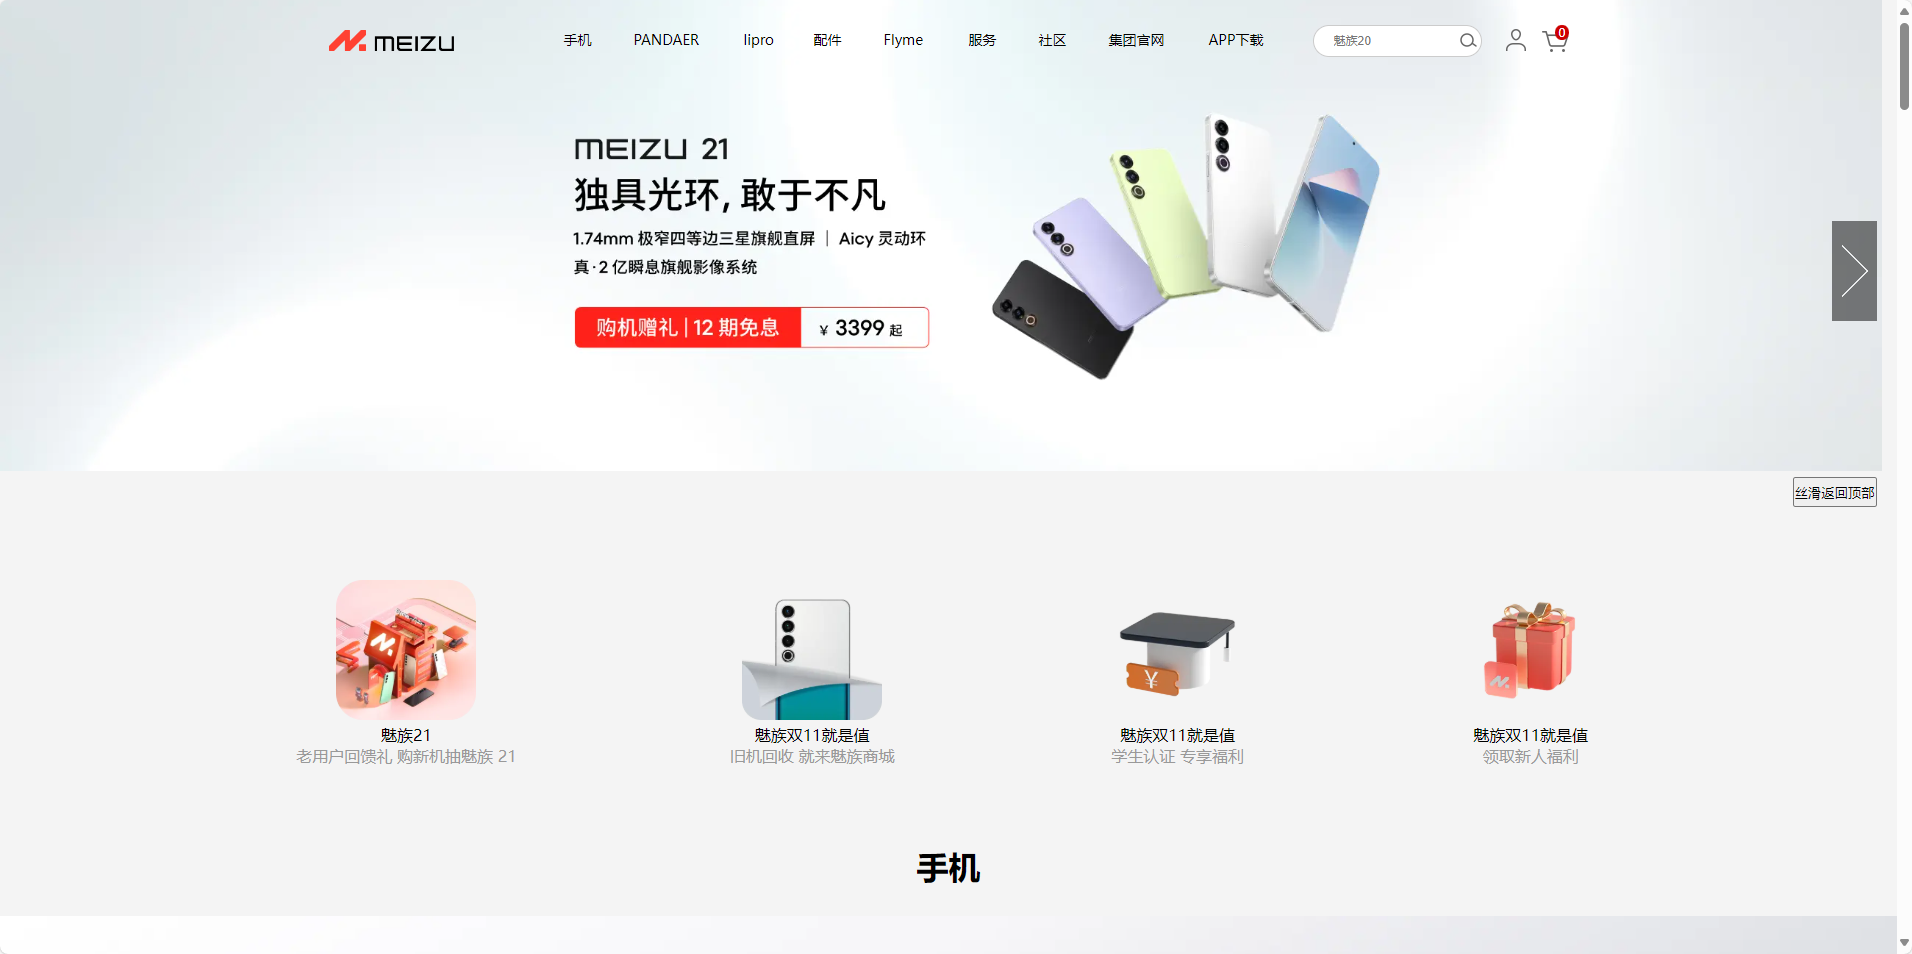 MEIZU
手机 PANDAER lipro 配件 Flyme 服务 社区 集团官网 APP下载 魅族20 0
MEIZU 21
独具光环, 敢于不凡
1.74mm 极窄四等边三星旗舰直屏 | Aicy 灵动环
真·2 亿瞬息旗舰影像系统
购机赠礼 | 12 期免息 ¥ 3399 起
丝滑返回顶部
魅族21
老用户回馈礼 购新机抽魅族 21
魅族双11就是值
旧机回收 就来魅族商城
¥
魅族双11就是值
学生认证 专享福利
魅族双11就是值
领取新人福利
手机